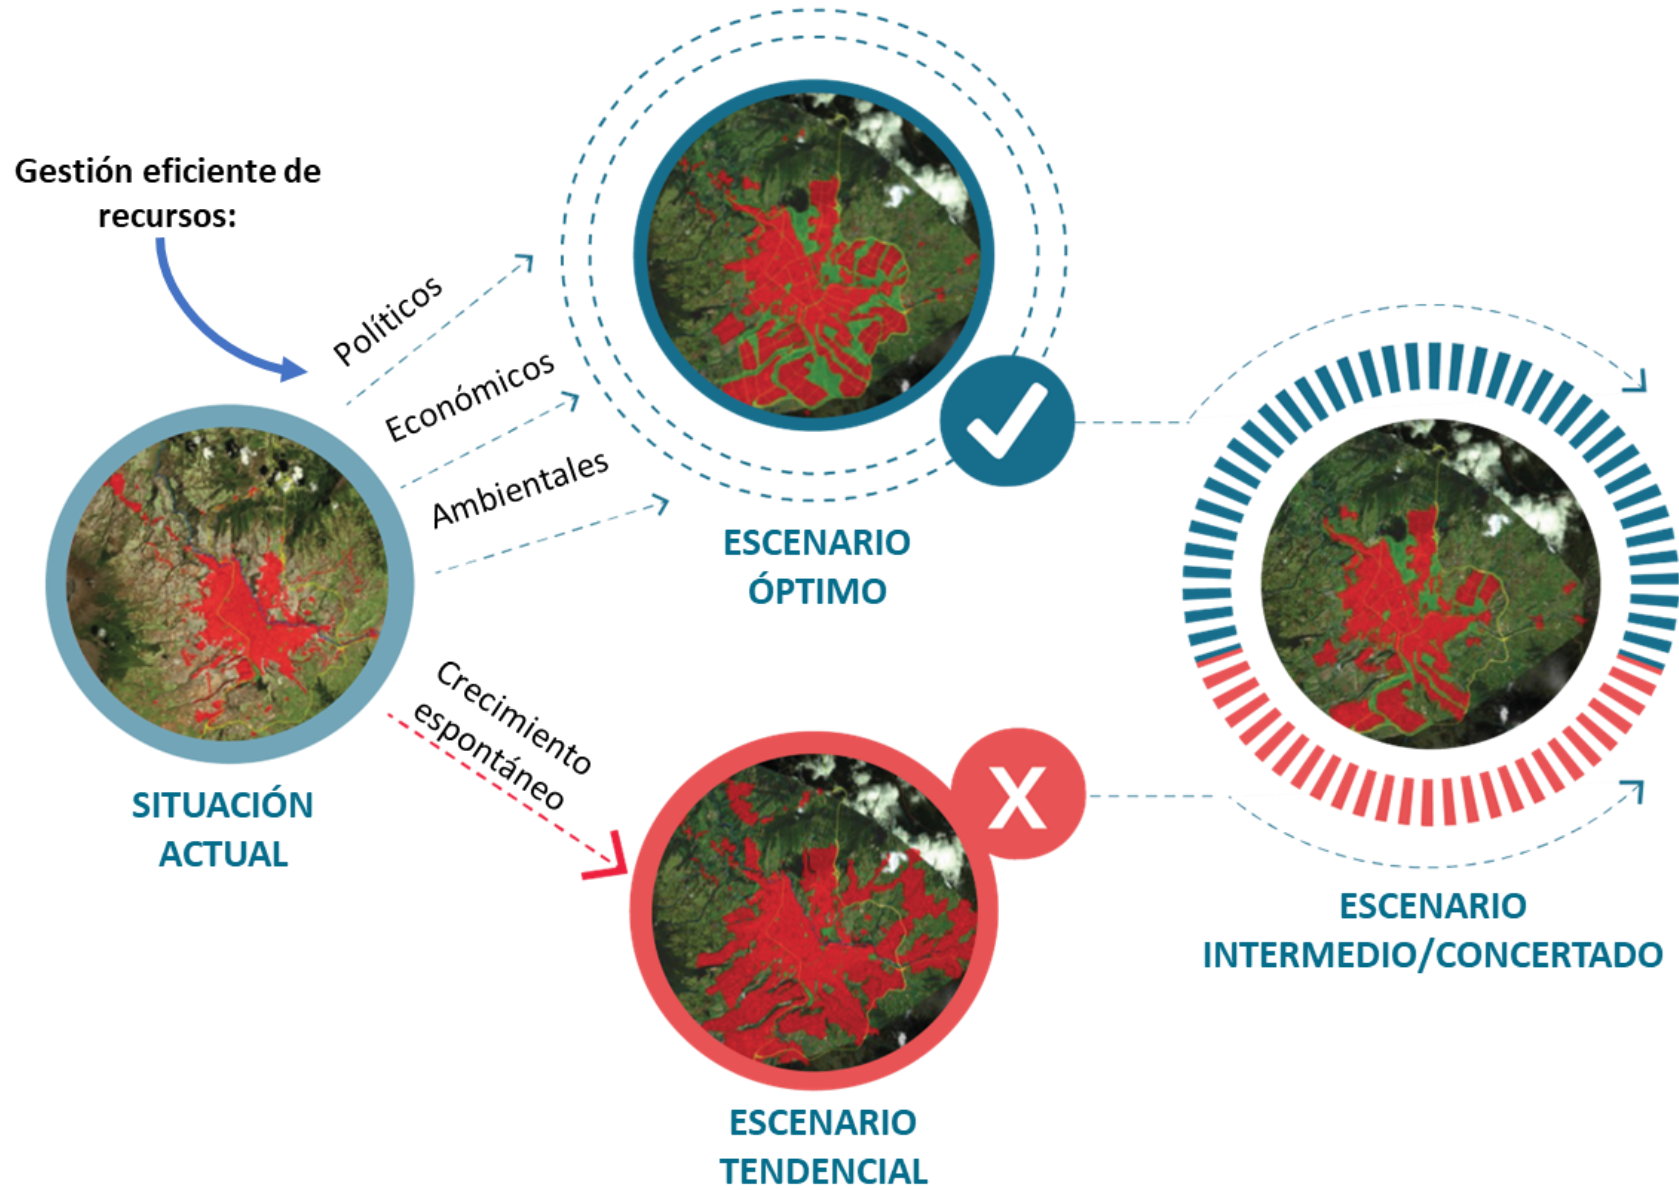 Gestión eficiente de
recursos:
Políticos
Económicos
Ambientales
ESCENARIO
ÓPTIMO
SITUACIÓN
ACTUAL
Crecimiento
espontáneo
X
ESCENARIO
TENDENCIAL
ESCENARIO
INTERMEDIO/CONCERTADO